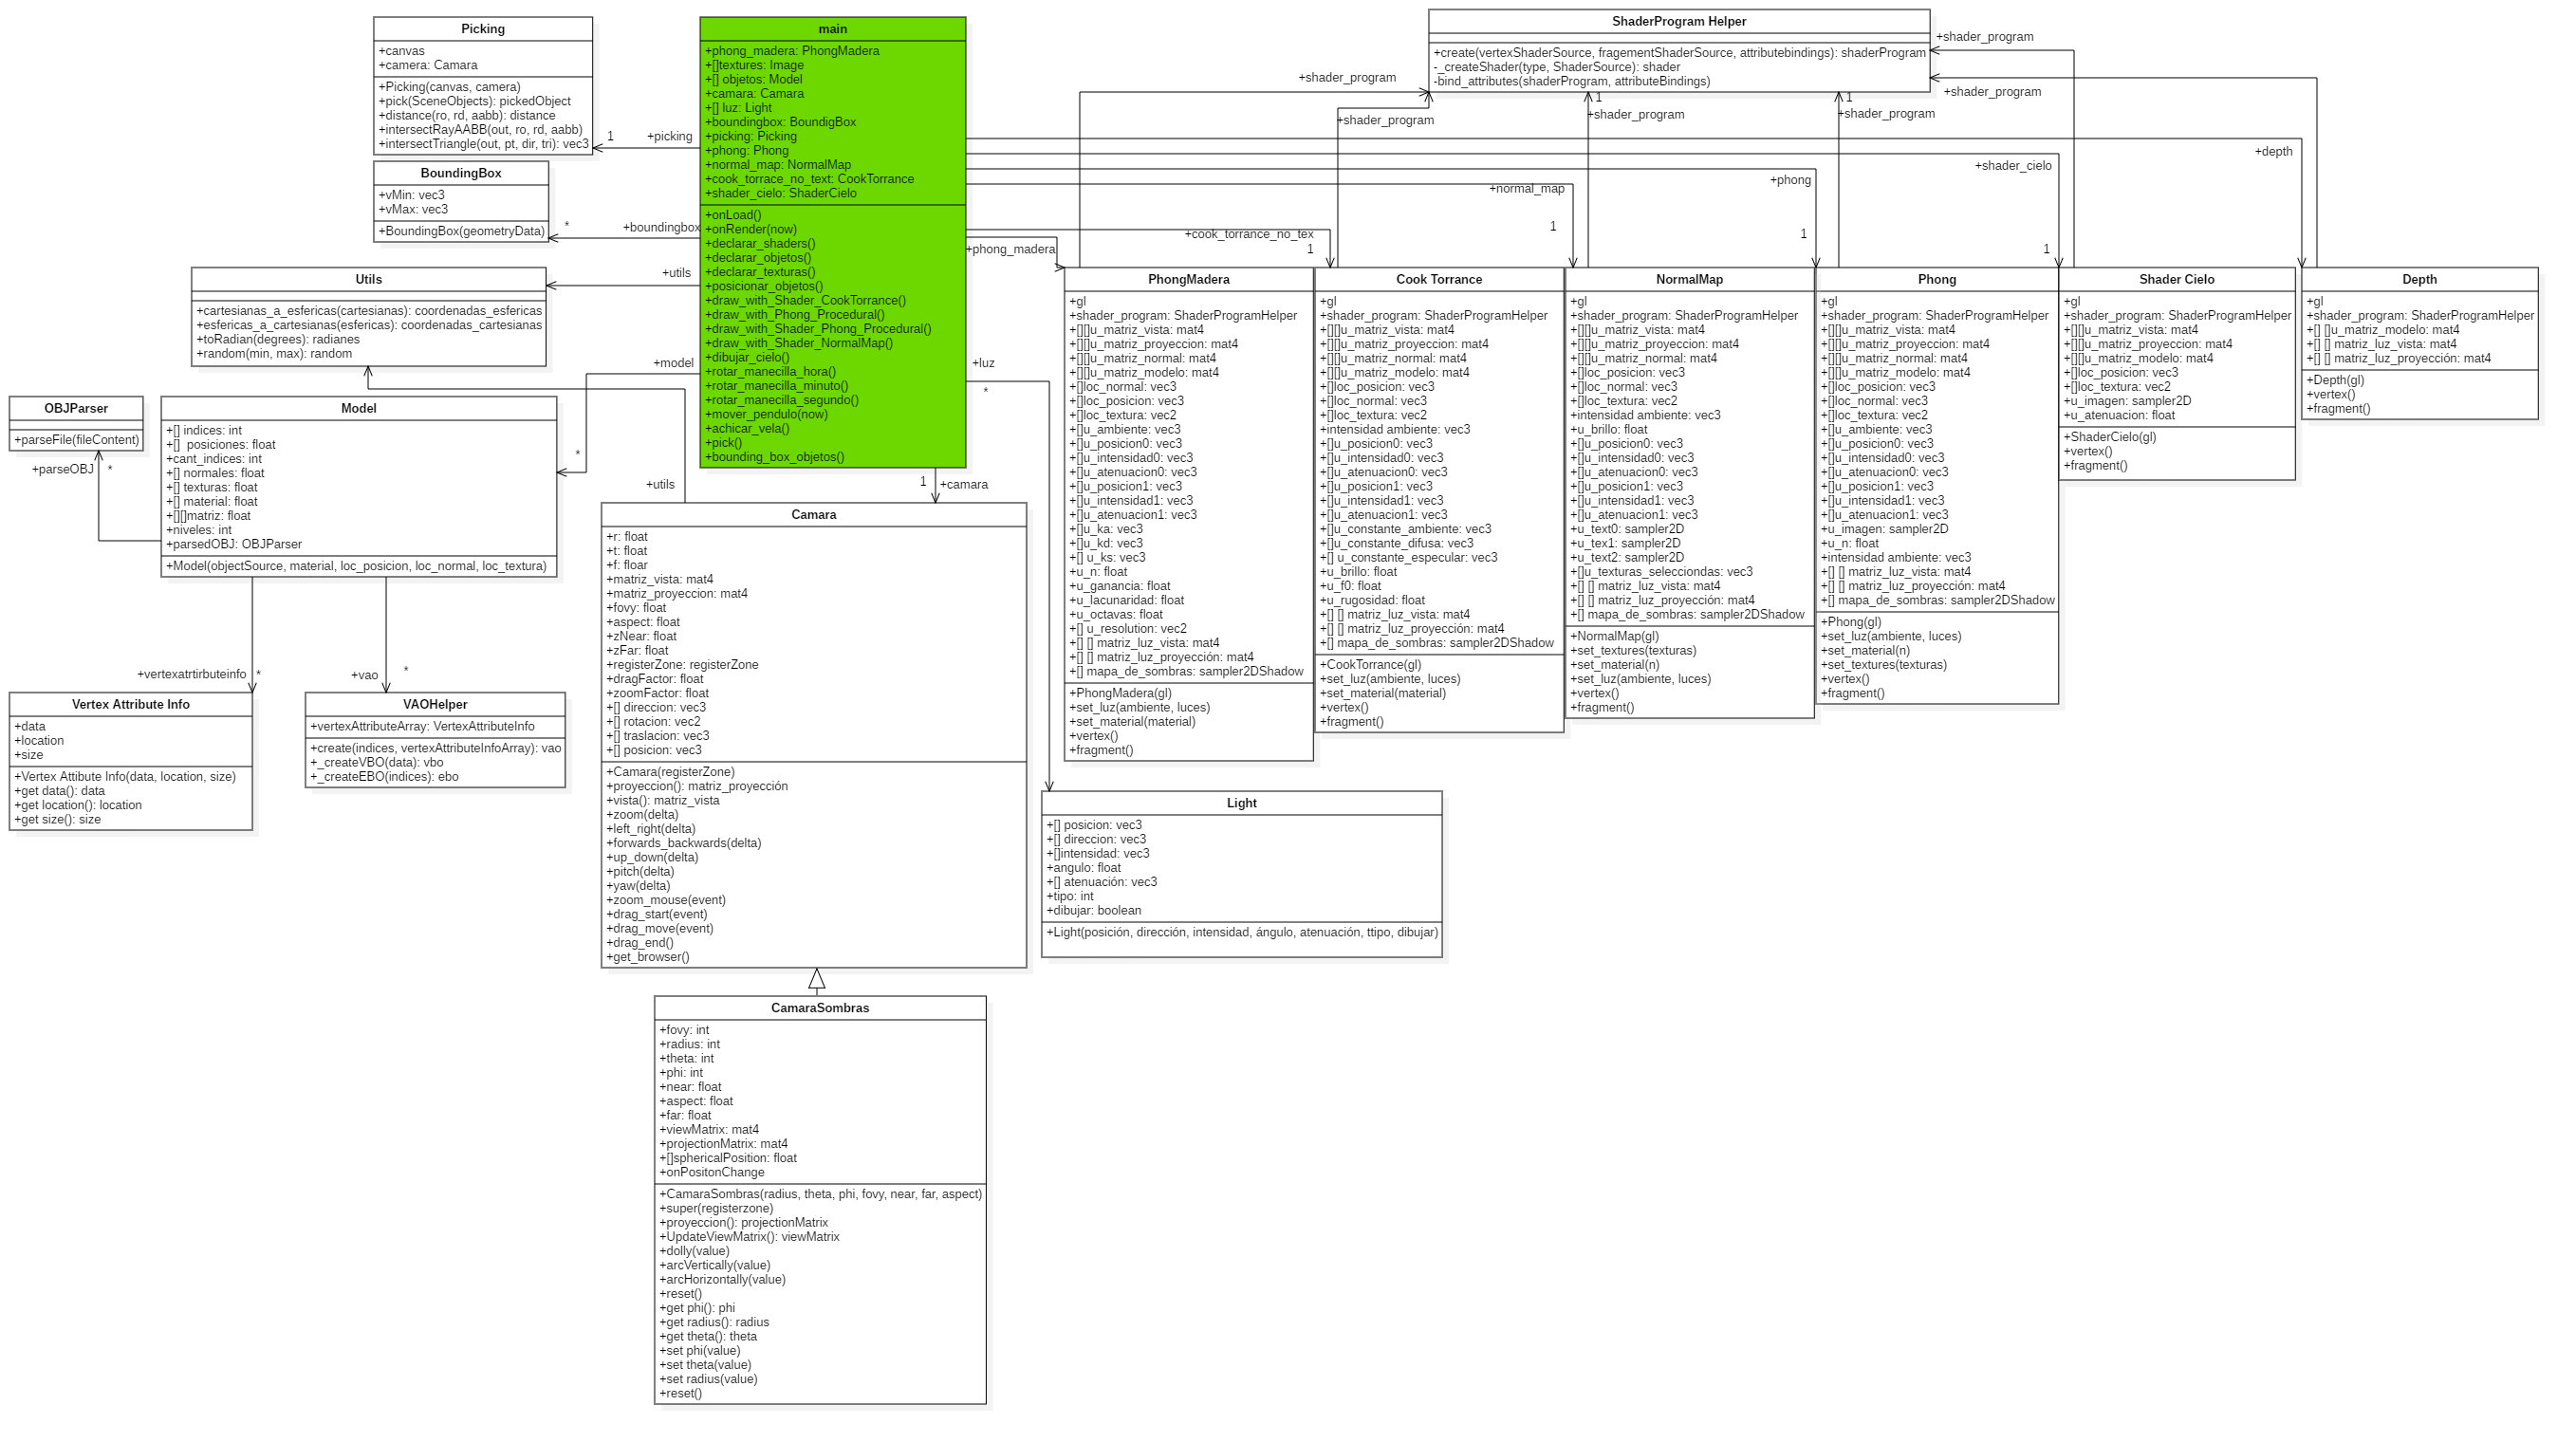 Picking
+canvas
+camera: Camara
+Picking(canvas, camera)
+pick(SceneObjects): pickedObject
+distance(ro, rd, aabb): distance
+intersectRayAABB(out, ro, rd, aabb)
+intersectTriangle(out, pt, dir, tri): vec3
1
+picking
BoundingBox
+vMin: vec3
+vMax: vec3
+BoundingBox(geometryData)
*
+boundingbox
Utils
+cartesianas_a_esfericas(cartesianas): coordenadas_esfericas
+esfericas_a_cartesianas(esfericas): coordenadas_cartesianas
+toRadian(degrees): radianes
+random(min, max): random
+utils
main
+phong_madera: PhongMadera
+[]textures: Image
+[] objetos: Model
+camara: Camara
+[] luz: Light
+boundingbox: BoundigBox
+picking: Picking
+phong: Phong
+normal_map: NormalMap
+cook_torrace_no_text: CookTorrance
+shader_cielo: ShaderCielo
+onLoad()
+onRender(now)
+declarar_shaders()
+declarar_objetos()
+declarar_texturas()
+posicionar_objetos()
+draw_with_Shader_CookTorrance()
+draw_with_Phong_Procedural()
+draw_with_Shader_Phong_Procedural()
+draw_with_Shader_NormalMap()
+dibujar_cielo()
+rotar_manecilla_hora()
+rotar_manecilla_minuto()
+rotar_manecilla_segundo()
+mover_pendulo(now)
+achicar_vela()
+pick()
+bounding_box_objetos()
ShaderProgram Helper
+create(vertexShaderSource, fragementShaderSource, attributebindings): shaderProgram
-_createShader(type, ShaderSource): shader
-bind_attributes(shaderProgram, attributeBindings)
+shader_program
+shader_program
1
+shader_program
1
+shader_program
+shader_program
+shader_program
+depth
+shader_cielo
1
+phong
1
+normal_map
1
+cook_torrance_no_tex
1
+phong_madera
+model
*
+luz
*
+utils
1
+camara
OBJParser
+parseFile(fileContent)
+parseOBJ
*
Model
+[] indices: int
+[]  posiciones: float
+cant_indices: int
+[] normales: float
+[] texturas: float
+[] material: float
+[][]matriz: float
+niveles: int
+parsedOBJ: OBJParser
+Model(objectSource, material, loc_posicion, loc_normal, loc_textura)
+vertexatrtirbuteinfo
*
+vao
*
Vertex Attribute Info
+data
+location
+size
+Vertex Attibute Info(data, location, size)
+get data(): data
+get location(): location
+get size(): size
VAOHelper
+vertexAttributeArray: VertexAttributeInfo
+create(indices, vertexAttributeInfoArray): vao
+_createVBO(data): vbo
+_createEBO(indices): ebo
Camara
+r: float
+t: float
+f: floar
+matriz_vista: mat4
+matriz_proyeccion: mat4
+fovy: float
+aspect: float
+zNear: float
+zFar: float
+registerZone: registerZone
+dragFactor: float
+zoomFactor: float
+[] direccion: vec3
+[] rotacion: vec2
+[] traslacion: vec3
+[] posicion: vec3
+Camara(registerZone)
+proyeccion(): matriz_proyección
+vista(): matriz_vista
+zoom(delta)
+left_right(delta)
+forwards_backwards(delta)
+up_down(delta)
+pitch(delta)
+yaw(delta)
+zoom_mouse(event)
+drag_start(event)
+drag_move(event)
+drag_end()
+get_browser()
CamaraSombras
+fovy: int
+radius: int
+theta: int
+phi: int
+near: float
+aspect: float
+far: float
+viewMatrix: mat4
+projectionMatrix: mat4
+[]sphericalPosition: float
+onPositonChange
+CamaraSombras(radius, theta, phi, fovy, near, far, aspect)
+super(registerzone)
+proyeccion(): projectionMatrix
+UpdateViewMatrix(): viewMatrix
+dolly(value)
+arcVertically(value)
+arcHorizontally(value)
+reset()
+get phi(): phi
+get radius(): radius
+get theta(): theta
+set phi(value)
+set theta(value)
+set radius(value)
+reset()
PhongMadera
+gl
+shader_program: ShaderProgramHelper
+[][]u_matriz_vista: mat4
+[][]u_matriz_proyeccion: mat4
+[][]u_matriz_normal: mat4
+[][]u_matriz_modelo: mat4
+[]loc_normal: vec3
+[]loc_posicion: vec3
+[]loc_textura: vec2
+[]u_ambiente: vec3
+[]u_posicion0: vec3
+[]u_intensidad0: vec3
+[]u_atenuacion0: vec3
+[]u_posicion1: vec3
+[]u_intensidad1: vec3
+[]u_atenuacion1: vec3
+[]u_ka: vec3
+[]u_kd: vec3
+[] u_ks: vec3
+u_n: float
+u_ganancia: float
+u_lacunaridad: float
+u_octavas: float
+[] u_resolution: vec2
+[] [] matriz_luz_vista: mat4
+[] [] matriz_luz_proyección: mat4
+[] mapa_de_sombras: sampler2DShadow
+PhongMadera(gl)
+set_luz(ambiente, luces)
+set_material(material)
+vertex()
+fragment()
Cook Torrance
+gl
+shader_program: ShaderProgramHelper
+[][]u_matriz_vista: mat4
+[][]u_matriz_proyeccion: mat4
+[][]u_matriz_normal: mat4
+[][]u_matriz_modelo: mat4
+[]loc_posicion: vec3
+[]loc_normal: vec3
+[]loc_textura: vec2
+intensidad ambiente: vec3
+[]u_posicion0: vec3
+[]u_intensidad0: vec3
+[]u_atenuacion0: vec3
+[]u_posicion1: vec3
+[]u_intensidad1: vec3
+[]u_atenuacion1: vec3
+[]u_constante_ambiente: vec3
+[]u_constante_difusa: vec3
+[] u_constante_especular: vec3
+u_brillo: float
+u_f0: float
+u_rugosidad: float
+[] [] matriz_luz_vista: mat4
+[] [] matriz_luz_proyección: mat4
+[] mapa_de_sombras: sampler2DShadow
+CookTorrance(gl)
+set_luz(ambiente, luces)
+set_material(material)
+vertex()
+fragment()
NormalMap
+gl
+shader_program: ShaderProgramHelper
+[][]u_matriz_vista: mat4
+[][]u_matriz_proyeccion: mat4
+[][]u_matriz_normal: mat4
+[]loc_posicion: vec3
+[]loc_normal: vec3
+[]loc_textura: vec2
+intensidad ambiente: vec3
+u_brillo: float
+[]u_posicion0: vec3
+[]u_intensidad0: vec3
+[]u_atenuacion0: vec3
+[]u_posicion1: vec3
+[]u_intensidad1: vec3
+[]u_atenuacion1: vec3
+u_text0: sampler2D
+u_tex1: sampler2D
+u_text2: sampler2D
+[]u_texturas_selecciondas: vec3
+[] [] matriz_luz_vista: mat4
+[] [] matriz_luz_proyección: mat4
+[] mapa_de_sombras: sampler2DShadow
+NormalMap(gl)
+set_textures(texturas)
+set_material(n)
+set_luz(ambiente, luces)
+vertex()
+fragment()
Phong
+gl
+shader_program: ShaderProgramHelper
+[][]u_matriz_vista: mat4
+[][]u_matriz_proyeccion: mat4
+[][]u_matriz_normal: mat4
+[][]u_matriz_modelo: mat4
+[]loc_posicion: vec3
+[]loc_normal: vec3
+[]loc_textura: vec2
+[]u_ambiente: vec3
+[]u_posicion0: vec3
+[]u_intensidad0: vec3
+[]u_atenuacion0: vec3
+[]u_posicion1: vec3
+[]u_intensidad1: vec3
+[]u_atenuacion1: vec3
+u_imagen: sampler2D
+u_n: float
+intensidad ambiente: vec3
+[] [] matriz_luz_vista: mat4
+[] [] matriz_luz_proyección: mat4
+[] mapa_de_sombras: sampler2DShadow
+Phong(gl)
+set_luz(ambiente, luces)
+set_material(n)
+set_textures(texturas)
+vertex()
+fragment()
Shader Cielo
+gl
+shader_program: ShaderProgramHelper
+[][]u_matriz_vista: mat4
+[][]u_matriz_proyeccion: mat4
+[][]u_matriz_modelo: mat4
+[]loc_posicion: vec3
+[]loc_textura: vec2
+u_imagen: sampler2D
+u_atenuacion: float
+ShaderCielo(gl)
+vertex()
+fragment()
Depth
+gl
+shader_program: ShaderProgramHelper
+[] []u_matriz_modelo: mat4
+[] [] matriz_luz_vista: mat4
+[] [] matriz_luz_proyección: mat4
+Depth(gl)
+vertex()
+fragment()
Light
+[] posicion: vec3
+[] direccion: vec3
+[]intensidad: vec3
+angulo: float
+[] atenuación: vec3
+tipo: int
+dibujar: boolean
+Light(posición, dirección, intensidad, ángulo, atenuación, ttipo, dibujar)